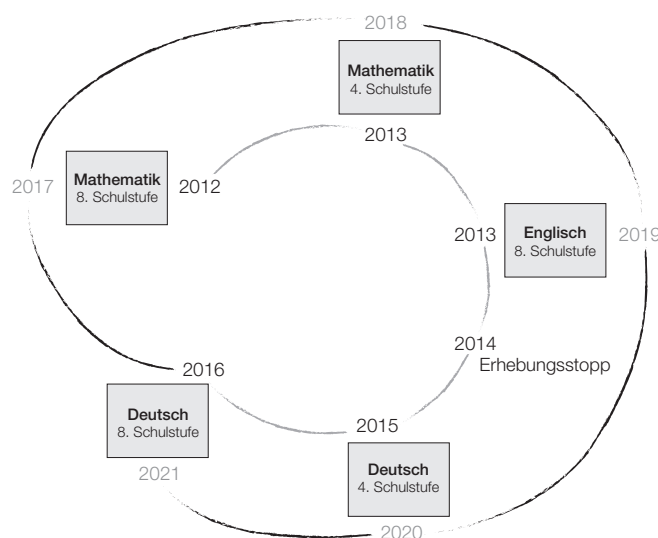 2018
Mathematik
4. Schulstufe
2013
2017
Mathematik
8. Schulstufe
2012
2013
Englisch
8. Schulstufe
2019
2014
Erhebungsstopp
2016
Deutsch
8. Schulstufe
2021
2015
Deutsch
4. Schulstufe
2020